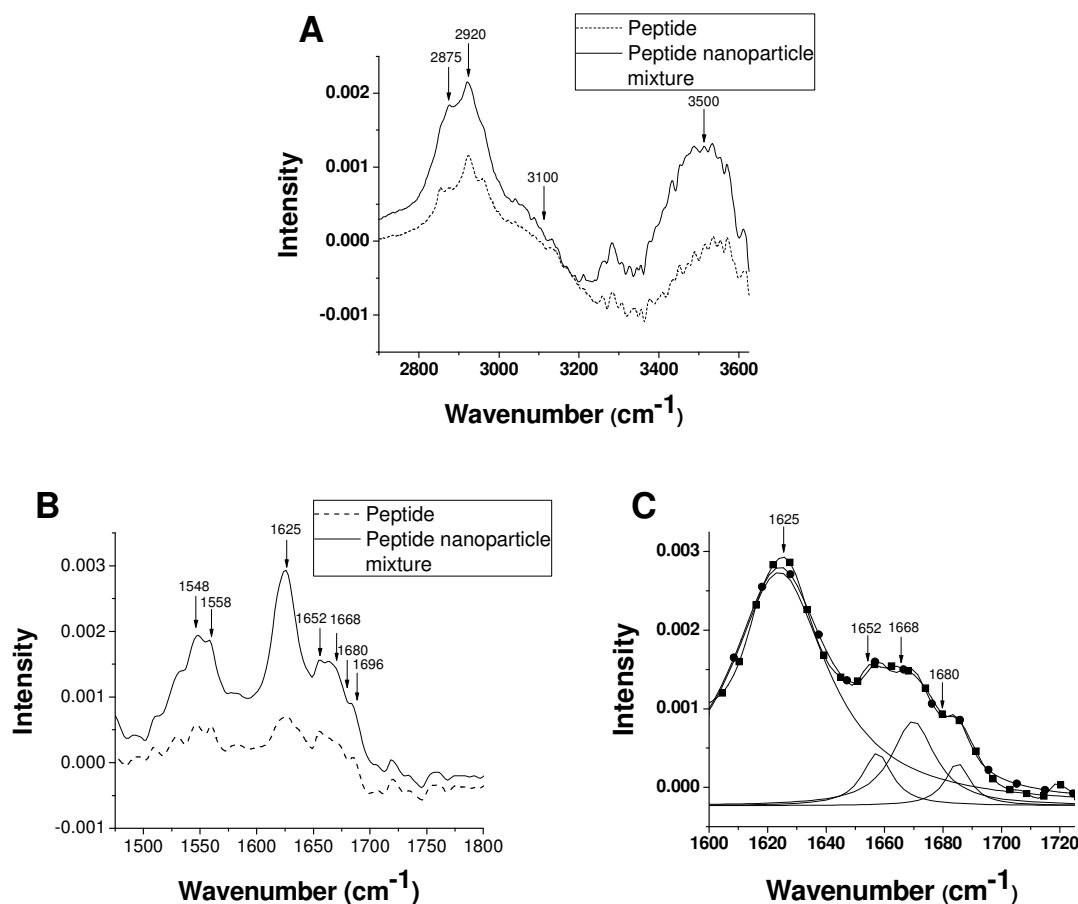 A
Peptide
Peptide nanoparticle
mixture
2920
2875
3500
3100
0.002
0.001
0.000
-0.001
Intensity
2800 3000 3200 3400 3600
Wavenumber (cm-1)
B
Peptide
Peptide nanoparticle
mixture
1625
1548
1558
1652 1668
1680
1696
0.003
0.002
0.001
0.000
-0.001
Intensity
1500 1550 1600 1650 1700 1750 1800
Wavenumber (cm-1)
C
1625
1652 1668
1680
0.003
0.002
0.001
0.000
Intensity
1600 1620 1640 1660 1680 1700 1720
Wavenumber (cm-1)